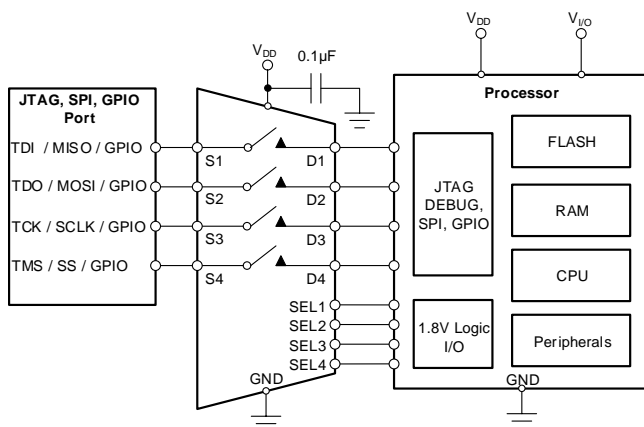 VDD
0.1µF
VDD
VI/O
JTAG, SPI, GPIO
Port
Processor
TDI / MISO / GPIO
S1
D1
TDO / MOSI / GPIO
S2
D2
TCK / SCLK / GPIO
S3
D3
TMS / SS / GPIO
S4
D4
JTAG
DEBUG,
SPI, GPIO
FLASH
RAM
CPU
Peripherals
SEL1
SEL2
SEL3
SEL4
1.8V Logic
I/O
GND
GND